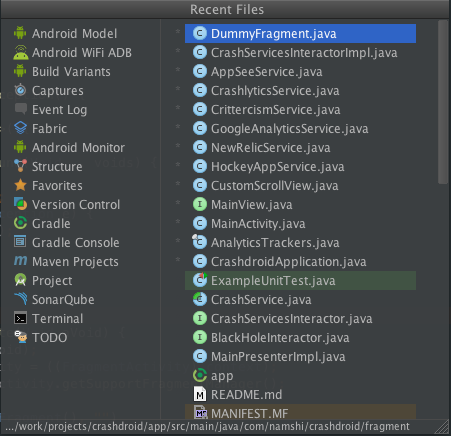 Recent Files
Android Model
Android WiFi ADB
Build Variants
Captures
Event Log
Fabric
Android Monitor
Structure
Favorites
Version Control
Gradle
Gradle Console
Maven Projects
Project
SonarQube
Terminal
TODO
DummyFragment.java
CrashServicesInteractorImpl.java
AppSeeService.java
CrashlyticsService.java
CrittercismService.java
GoogleAnalyticsService.java
NewRelicService.java
HockeyAppService.java
CustomScrollView.java
MainView.java
MainActivity.java
AnalyticsTrackers.java
CrashdroidApplication.java
ExampleUnitTest.java
CrashService.java
CrashServicesInteractor.java
BlackHoleInteractor.java
MainPresenterImpl.java
app
README.md
MANIFEST.MF
.../work/projects/crashdroid/app/src/main/java/com/namshi/crashdroid/fragment